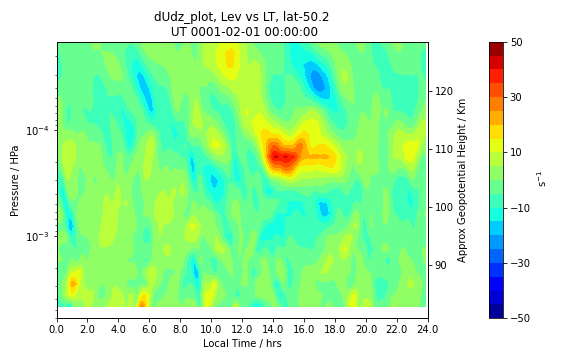 dUdz_plot, Lev vs LT, lat-50.2
UT 0001-02-01 00:00:00
Pressure / HPa
10⁻⁴
10⁻³
0.0 2.0 4.0 6.0 8.0 10.0 12.0 14.0 16.0 18.0 20.0 22.0 24.0
Local Time / hrs
120
110
100
90
Approx Geopotential Height / Km
50
30
10
−10
−30
−50
s⁻¹